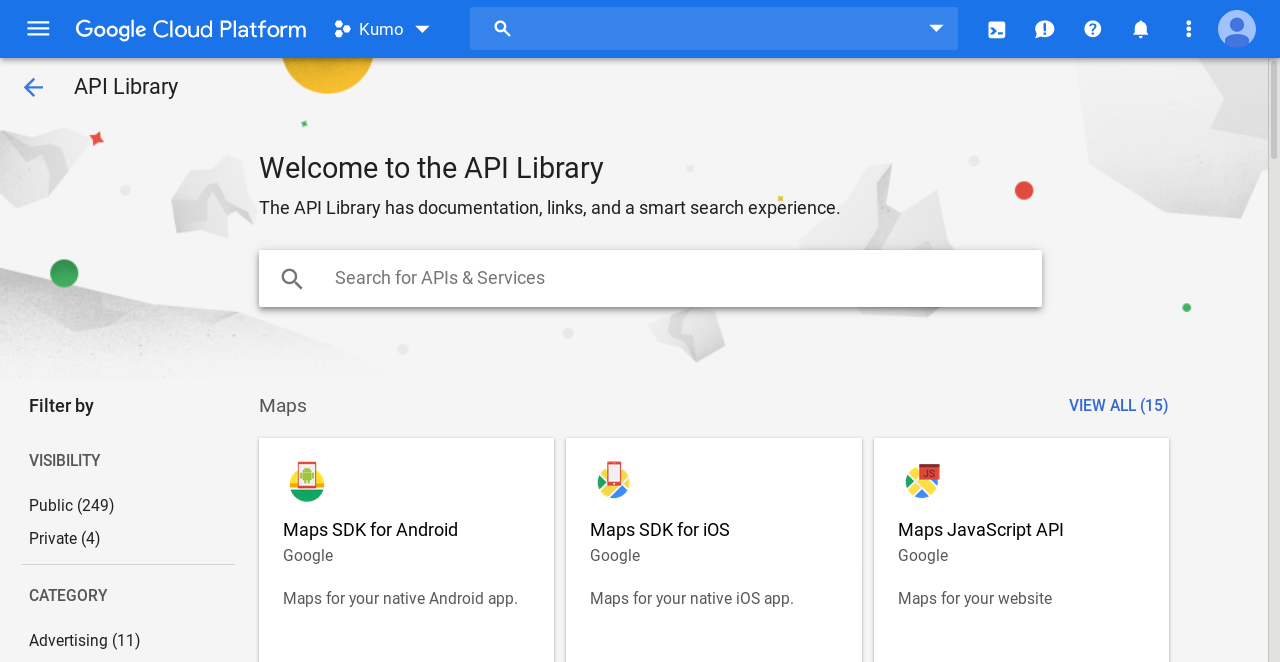 Google Cloud Platform
Kumo
API Library
Welcome to the API Library
The API Library has documentation, links, and a smart search experience.
Search for APIs & Services
Filter by
VISIBILITY
Public (249)
Private (4)
CATEGORY
Advertising (11)
Maps
VIEW ALL (15)
Maps SDK for Android
Google
Maps for your native Android app.
Maps SDK for iOS
Google
Maps for your native iOS app.
JS
Maps JavaScript API
Google
Maps for your website